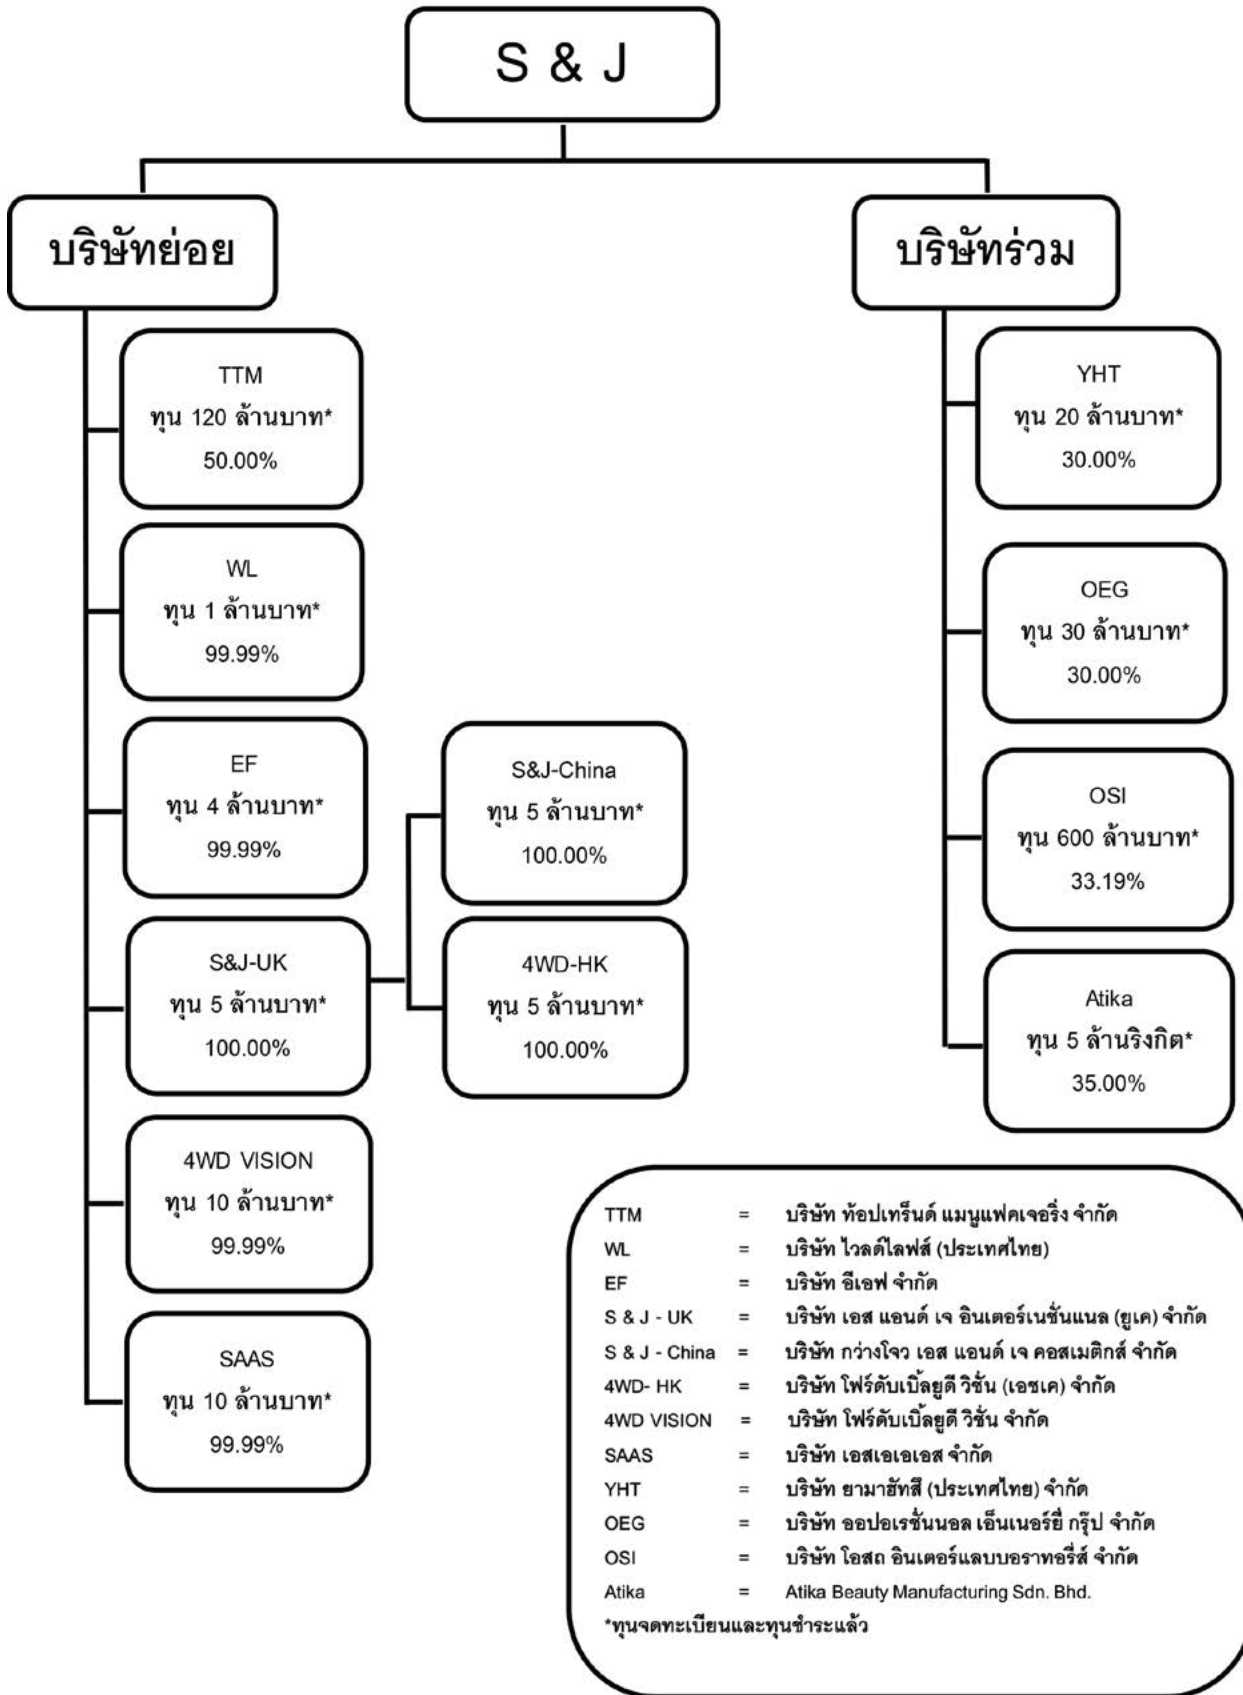 S & J
บริษัทย่อย
บริษัทร่วม
TTM
ทุน 120 ล้านบาท*
50.00%
WL
ทุน 1 ล้านบาท*
99.99%
EF
ทุน 4 ล้านบาท*
99.99%
S&J-UK
ทุน 5 ล้านบาท*
100.00%
S&J-China
ทุน 5 ล้านบาท*
100.00%
4WD-HK
ทุน 5 ล้านบาท*
100.00%
4WD VISION
ทุน 10 ล้านบาท*
99.99%
SAAS
ทุน 10 ล้านบาท*
99.99%
YHT
ทุน 20 ล้านบาท*
30.00%
OEG
ทุน 30 ล้านบาท*
30.00%
OSI
ทุน 600 ล้านบาท*
33.19%
Atika
ทุน 5 ล้านริงกิต*
35.00%
TTM = บริษัท ท้อปเทร็นด์ แมนูแฟคเจอริ่ง จำกัด
WL = บริษัท ไวลด์ไลฟส์ (ประเทศไทย)
EF = บริษัท อีเอฟ จำกัด
S & J - UK = บริษัท เอส แอนด์ เจ อินเตอร์เนชั่นแนล (ยูเค) จำกัด
S & J - China = บริษัท กว่างโจว เอส แอนด์ เจ คอสเมติกส์ จำกัด
4WD- HK = บริษัท โฟร์ดับเบิ้ลยูดี วิชั่น (เอชเค) จำกัด
4WD VISION = บริษัท โฟร์ดับเบิ้ลยูดี วิชั่น จำกัด
SAAS = บริษัท เอสเอเอเอส จำกัด
YHT = บริษัท ยามาฮัทสึ (ประเทศไทย) จำกัด
OEG = บริษัท ออปอเรชั่นนอล เอ็นเนอร์ยี่ กรุ๊ป จำกัด
OSI = บริษัท โอสถ อินเตอร์แลบบอราทอรี่ส์ จำกัด
Atika = Atika Beauty Manufacturing Sdn. Bhd.
*ทุนจดทะเบียนและทุนชำระแล้ว